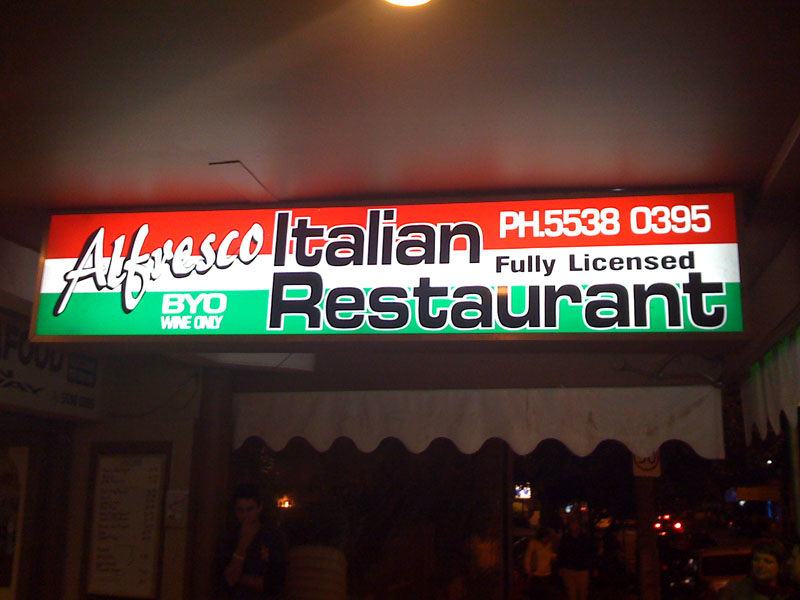 Alfresco Italian Restaurant
PH.5538 0395
Fully Licensed
BYO
WINE ONLY